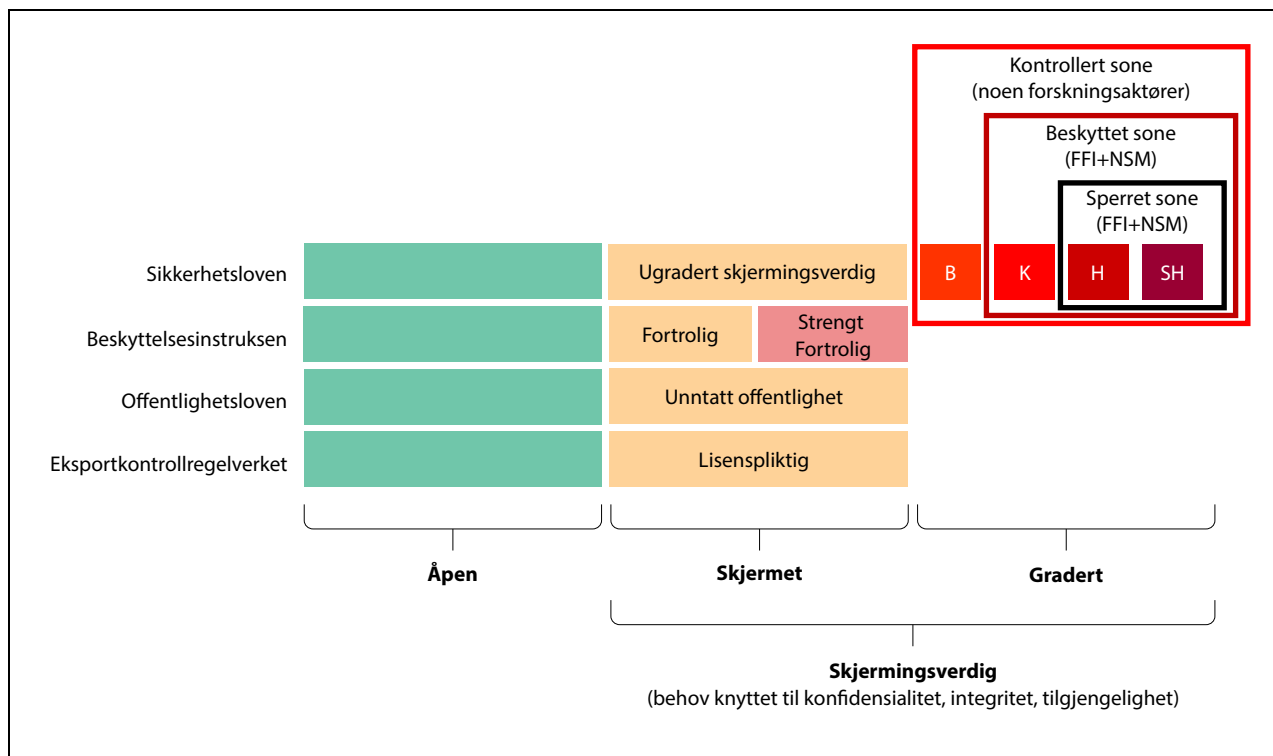 Kontrollert sone
(noen forskningsaktører)
Beskyttet sone
(FFI+NSM)
Sperret sone
(FFI+NSM)
Sikkerhetsloven
Ugradert skjermingsverdig
B
K
H
SH
Beskyttelsesinstruksen
Fortrolig
Strengt
Fortrolig
Offentlighetsloven
Unntatt offentlighet
Eksportkontrollregelverket
Lisenspliktig
Åpen
Skjermet
Gradert
Skjermingsverdig
(behov knyttet til konfidensialitet, integritet, tilgjengelighet)